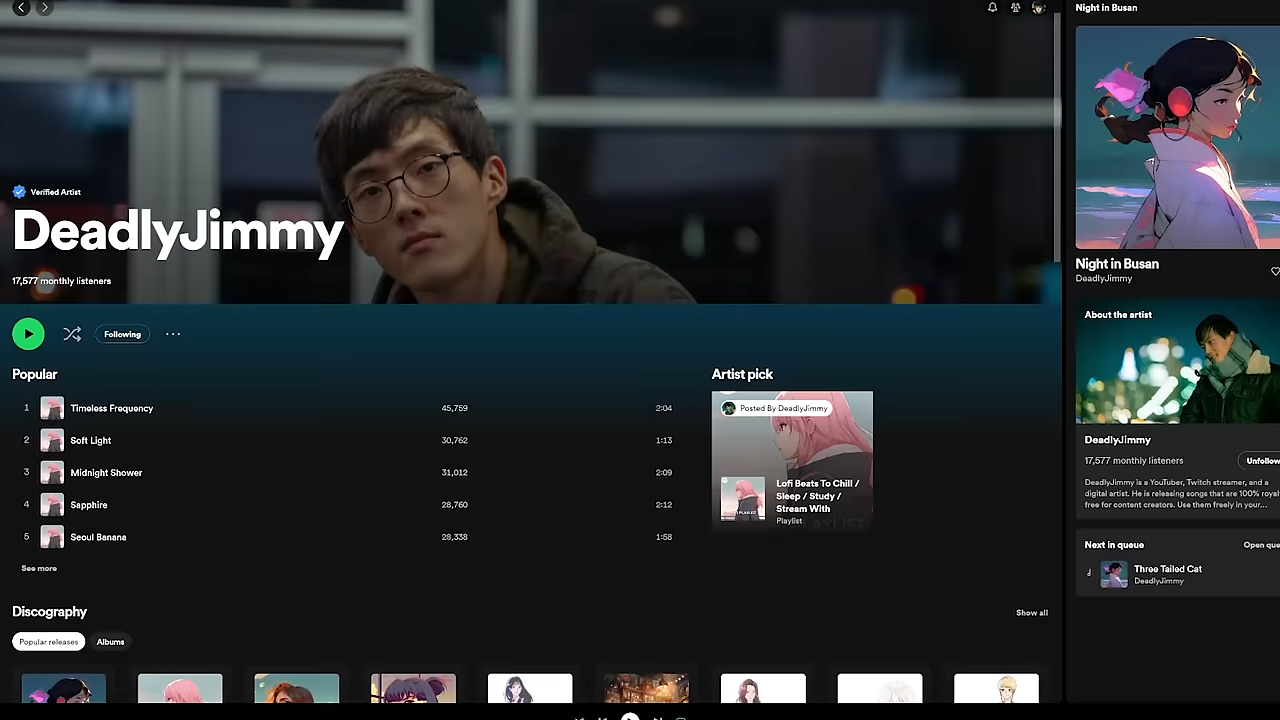 Night in Busan
Verified Artist
DeadlyJimmy
17,577 monthly listeners
Following
Popular
1 Timeless Frequency 45,759 2:04
2 Soft Light 30,762 1:13
3 Midnight Shower 31,012 2:09
4 Sapphire 28,760 2:12
5 Seoul Banana 28,338 1:58
See more
Artist pick
Posted By DeadlyJimmy
Lofi Beats To Chill /
Sleep / Study /
Stream With
Playlist
Discography
Show all
Popular releases
Albums
Night in Busan
DeadlyJimmy
About the artist
DeadlyJimmy
17,577 monthly listeners
Unfollow
DeadlyJimmy is a YouTuber, Twitch streamer, and a
digital artist. He is releasing songs that are 100% royal
free for content creators. Use them freely in your...
Next in queue
Open que
Three Tailed Cat
DeadlyJimmy